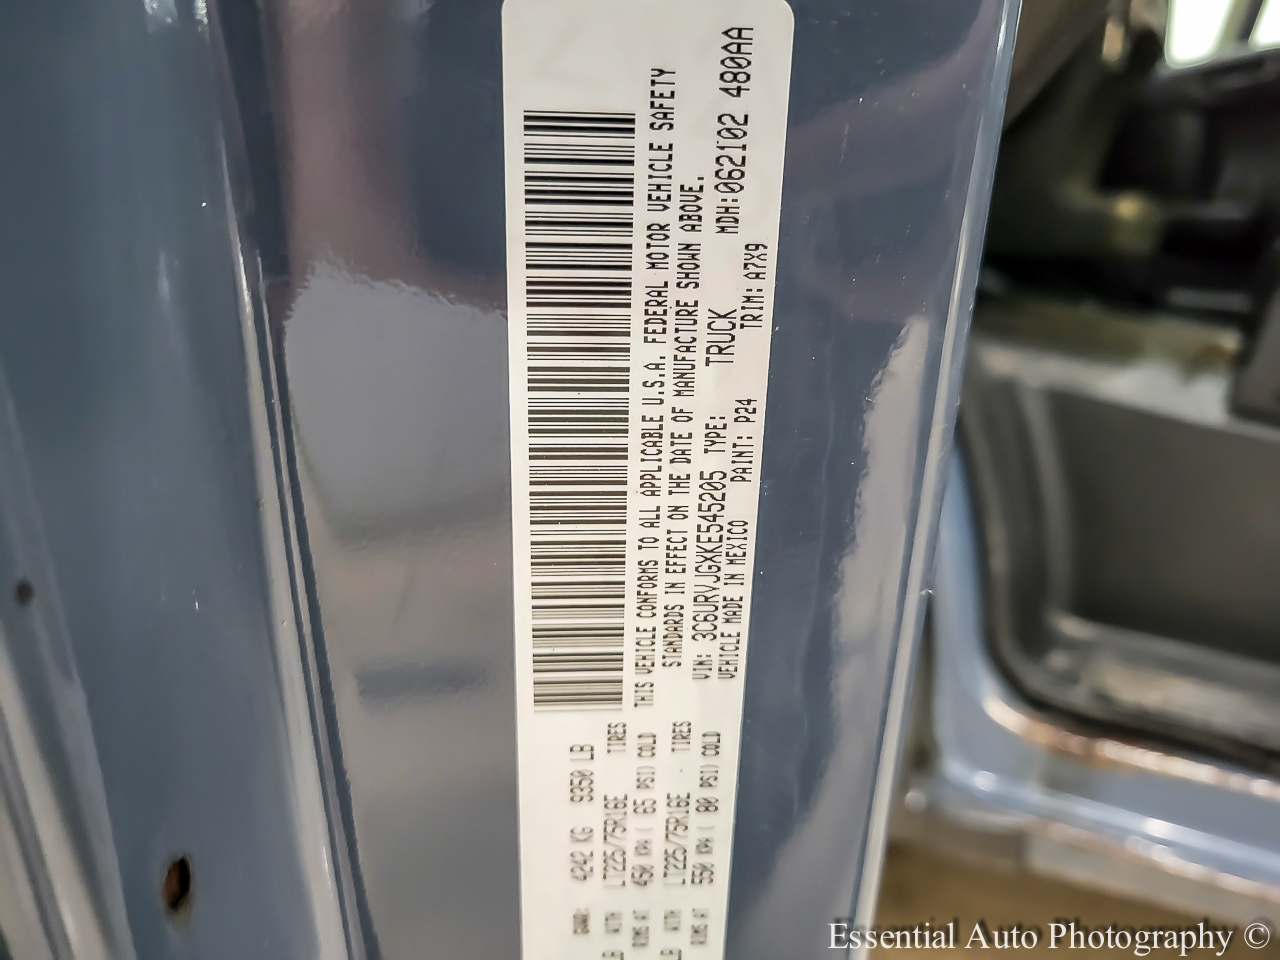 GVWR: 4242 KG 9350 LB
LB WITH LT225/75R16E TIRES
RIMS AT 450 KPA( 65 PSI) COLD
LB WITH LT225/75R16E TIRES
RIMS AT 550 KPA( 80 PSI) COLD
THIS VEHICLE CONFORMS TO ALL APPLICABLE U.S.A. FEDERAL MOTOR VEHICLE SAFETY
STANDARDS IN EFFECT ON THE DATE OF MANUFACTURE SHOWN ABOVE.
VIN: 3C6URVJGXKE545205 TYPE: TRUCK MDH:062102 480AA
VEHICLE MADE IN MEXICO PAINT: P24 TRIM: A7X9
Essential Auto Photography ©